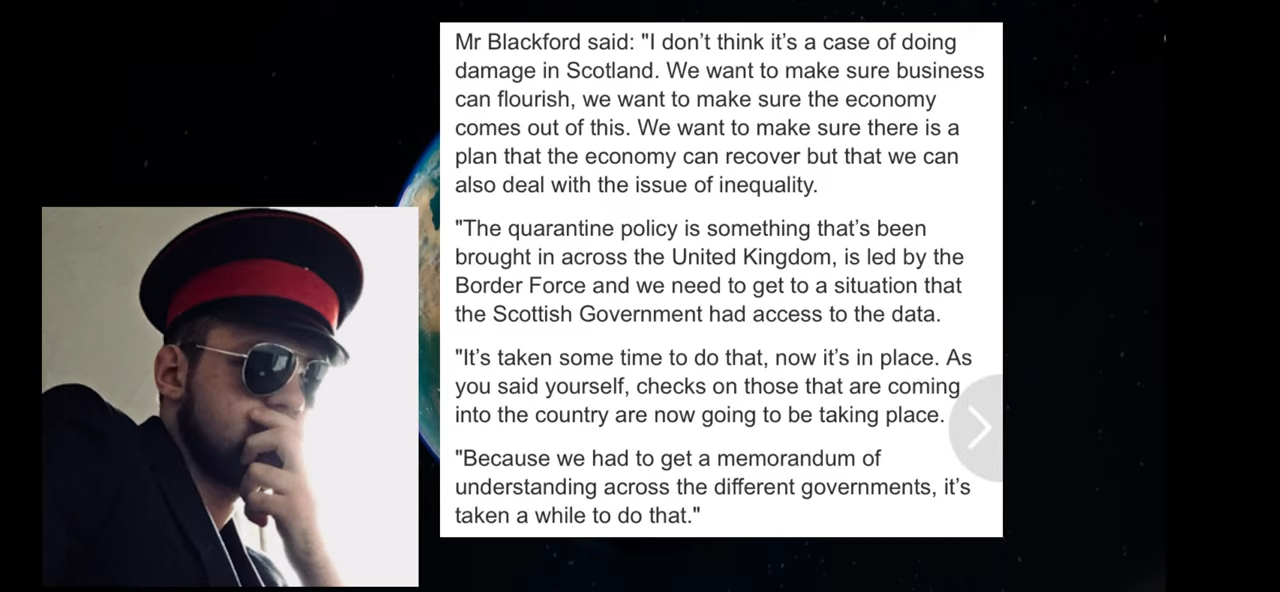 Mr Blackford said: "I don’t think it’s a case of doing
damage in Scotland. We want to make sure business
can flourish, we want to make sure the economy
comes out of this. We want to make sure there is a
plan that the economy can recover but that we can
also deal with the issue of inequality.
"The quarantine policy is something that’s been
brought in across the United Kingdom, is led by the
Border Force and we need to get to a situation that
the Scottish Government had access to the data.
"It’s taken some time to do that, now it’s in place. As
you said yourself, checks on those that are coming
into the country are now going to be taking place.
"Because we had to get a memorandum of
understanding across the different governments, it’s
taken a while to do that."